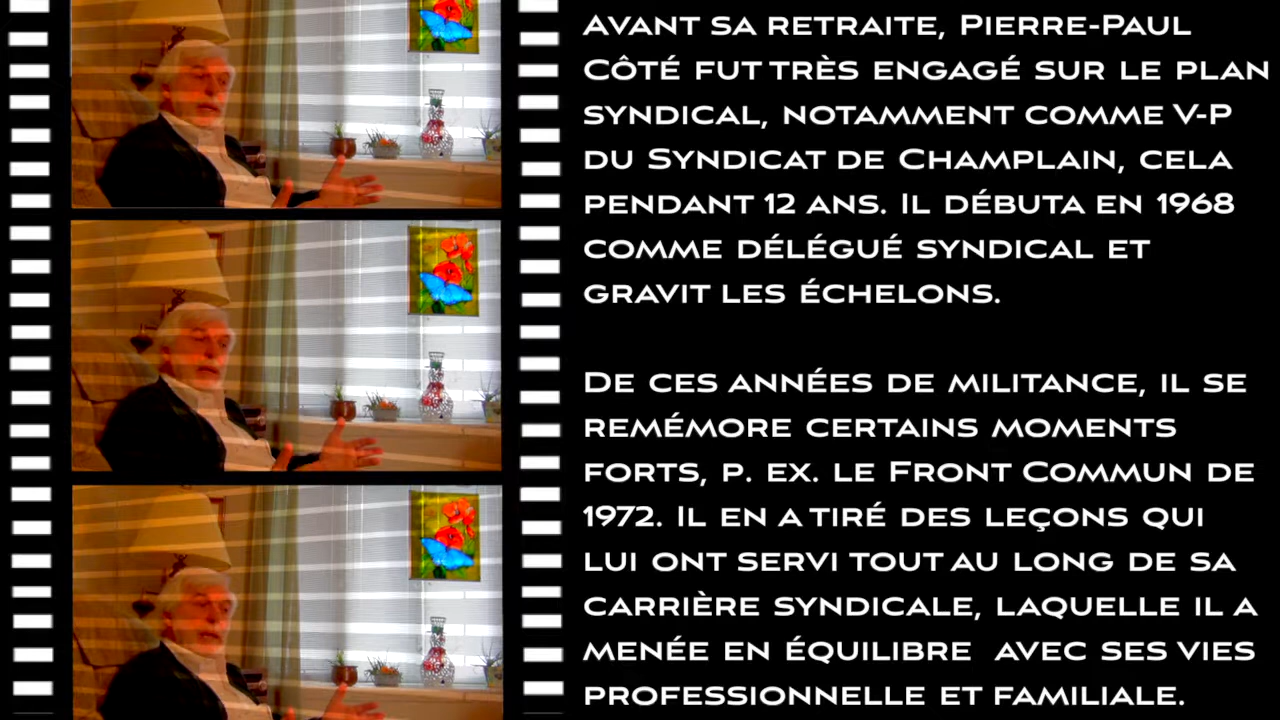 Avant sa retraite, Pierre-Paul
Côté fut très engagé sur le plan
syndical, notamment comme V-P
du Syndicat de Champlain, cela
pendant 12 ans. Il débuta en 1968
comme délégué syndical et
gravit les échelons.
De ces années de militance, il se
remémore certains moments
forts, p. ex. le Front Commun de
1972. Il en a tiré des leçons qui
lui ont servi tout au long de sa
carrière syndicale, laquelle il a
menée en équilibre  avec ses vies
professionnelle et familiale.